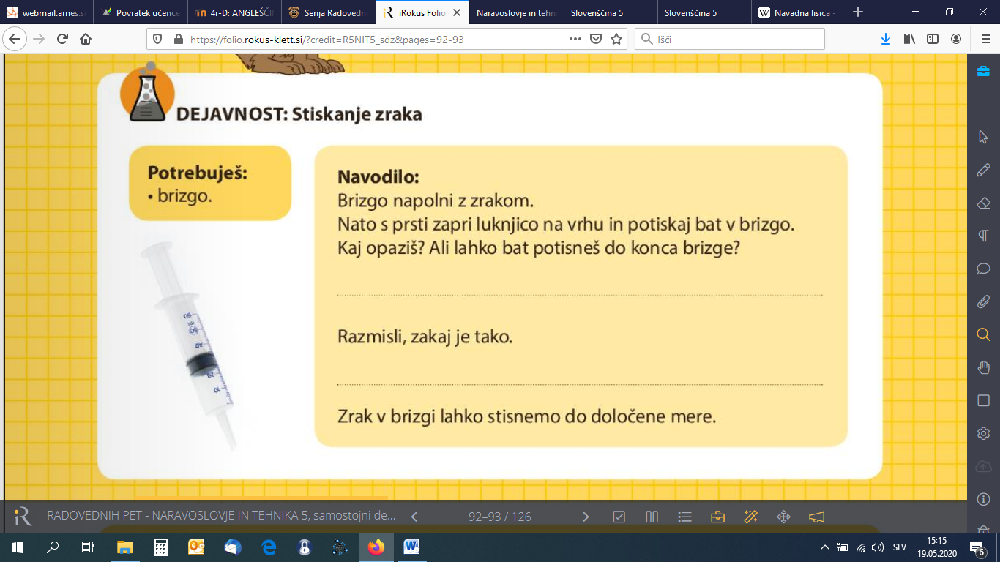 webmail.arnes.s
Povratek učence
4r-D: ANGLEŠČI
Serija Radovedni
iRokus Folio
Naravoslovje in tehn
Slovenščina 5
Slovenščina 5
W Navadna lisica -
https://folio.rokus-klett.si/?credit=R5NIT5_sdz&pages=92-93
Išči
DEJAVNOST: Stiskanje zraka
Potrebuješ:
• brizgo.
Navodilo:
Brizgo napolni z zrakom.
Nato s prsti zapri luknjico na vrhu in potiskaj bat v brizgo.
Kaj opaziš? Ali lahko bat potisneš do konca brizge?
Razmisli, zakaj je tako.
Zrak v brizgi lahko stisnemo do določene mere.
iR RADOVEDNIH PET - NARAVOSLOVJE IN TEHNIKA 5, samostojni de...
92–93 / 126
SLV
15:15
19.05.2020
6